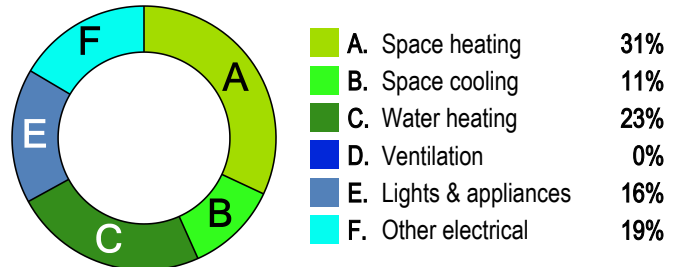 F
A
E
B
C
A. Space heating 31%
B. Space cooling 11%
C. Water heating 23%
D. Ventilation 0%
E. Lights & appliances 16%
F. Other electrical 19%